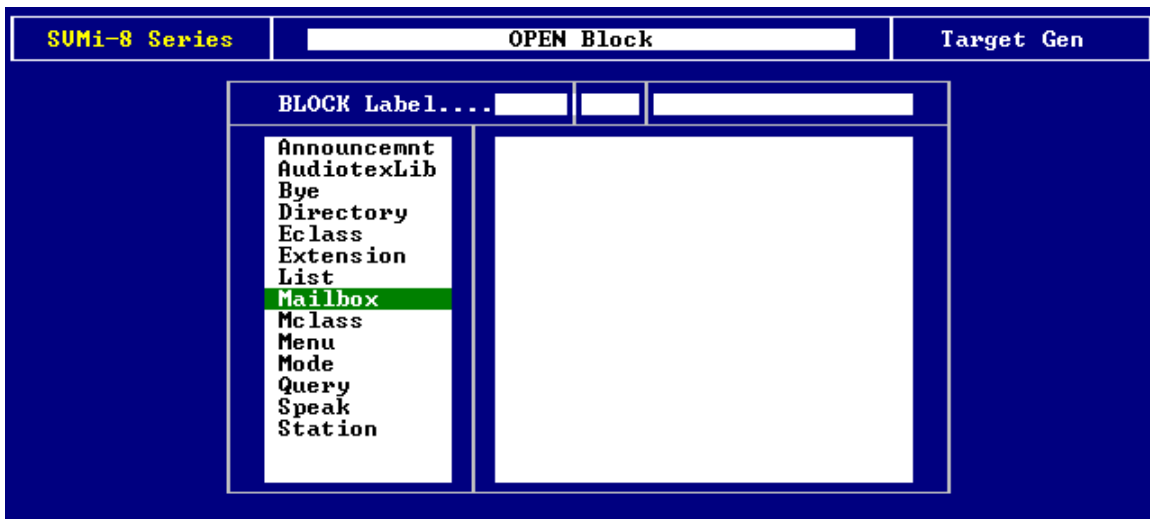 SVMi-8 Series OPEN Block Target Gen
BLOCK Label....
Announcemnt
AudiotexLib
Bye
Directory
Eclass
Extension
List
Mailbox
Mclass
Menu
Mode
Query
Speak
Station